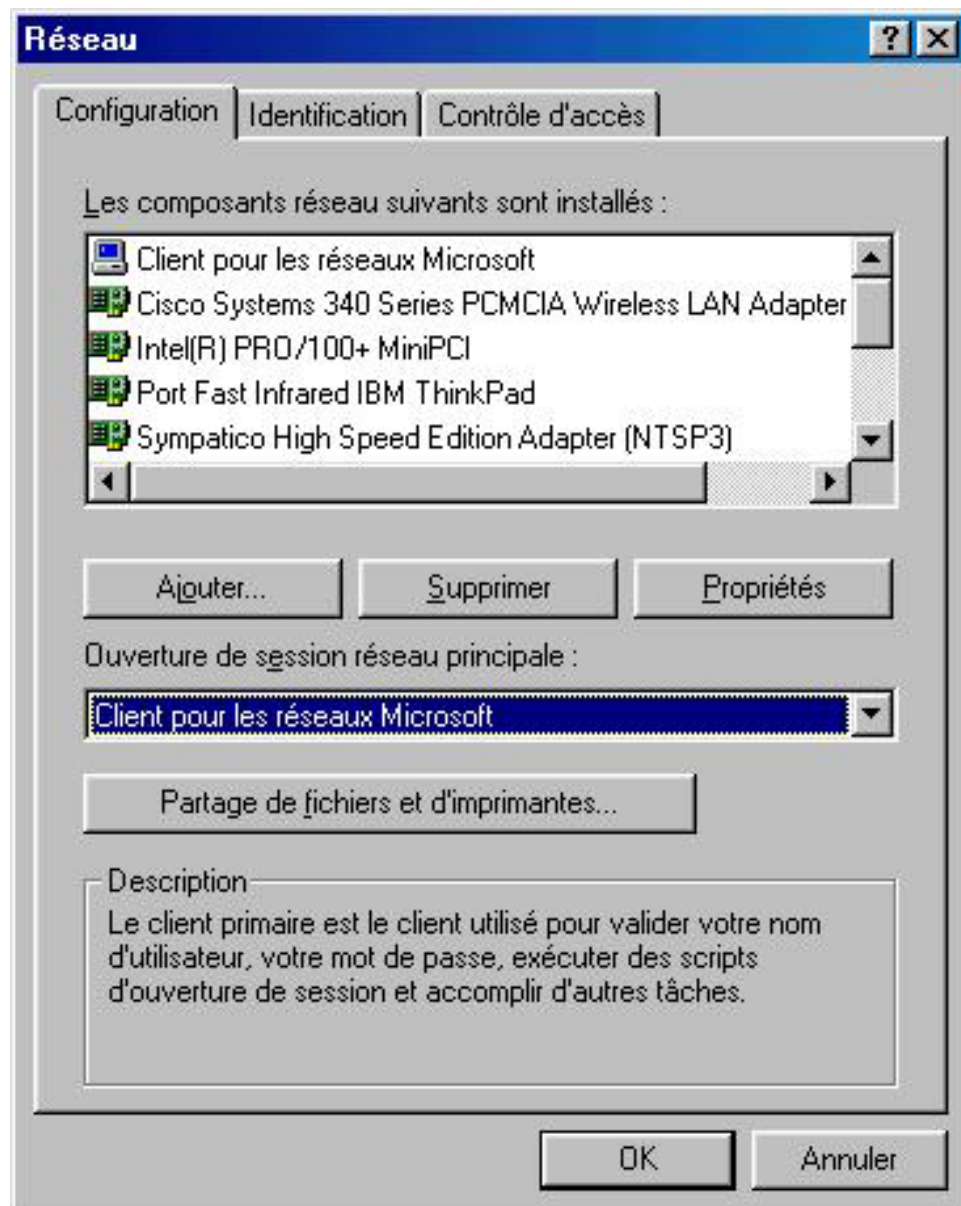 Réseau
Configuration
Identification
Contrôle d'accès
Les composants réseau suivants sont installés :
Client pour les réseaux Microsoft
Cisco Systems 340 Series PCMCIA Wireless LAN Adapter
Intel(R) PRO/100+ MiniPCI
Port Fast Infrared IBM ThinkPad
Sympatico High Speed Edition Adapter (NTSP3)
Ajouter...
Supprimer
Propriétés
Ouverture de session réseau principale :
Client pour les réseaux Microsoft
Partage de fichiers et d'imprimantes...
Description
Le client primaire est le client utilisé pour valider votre nom
d'utilisateur, votre mot de passe, exécuter des scripts
d'ouverture de session et accomplir d'autres tâches.
OK
Annuler